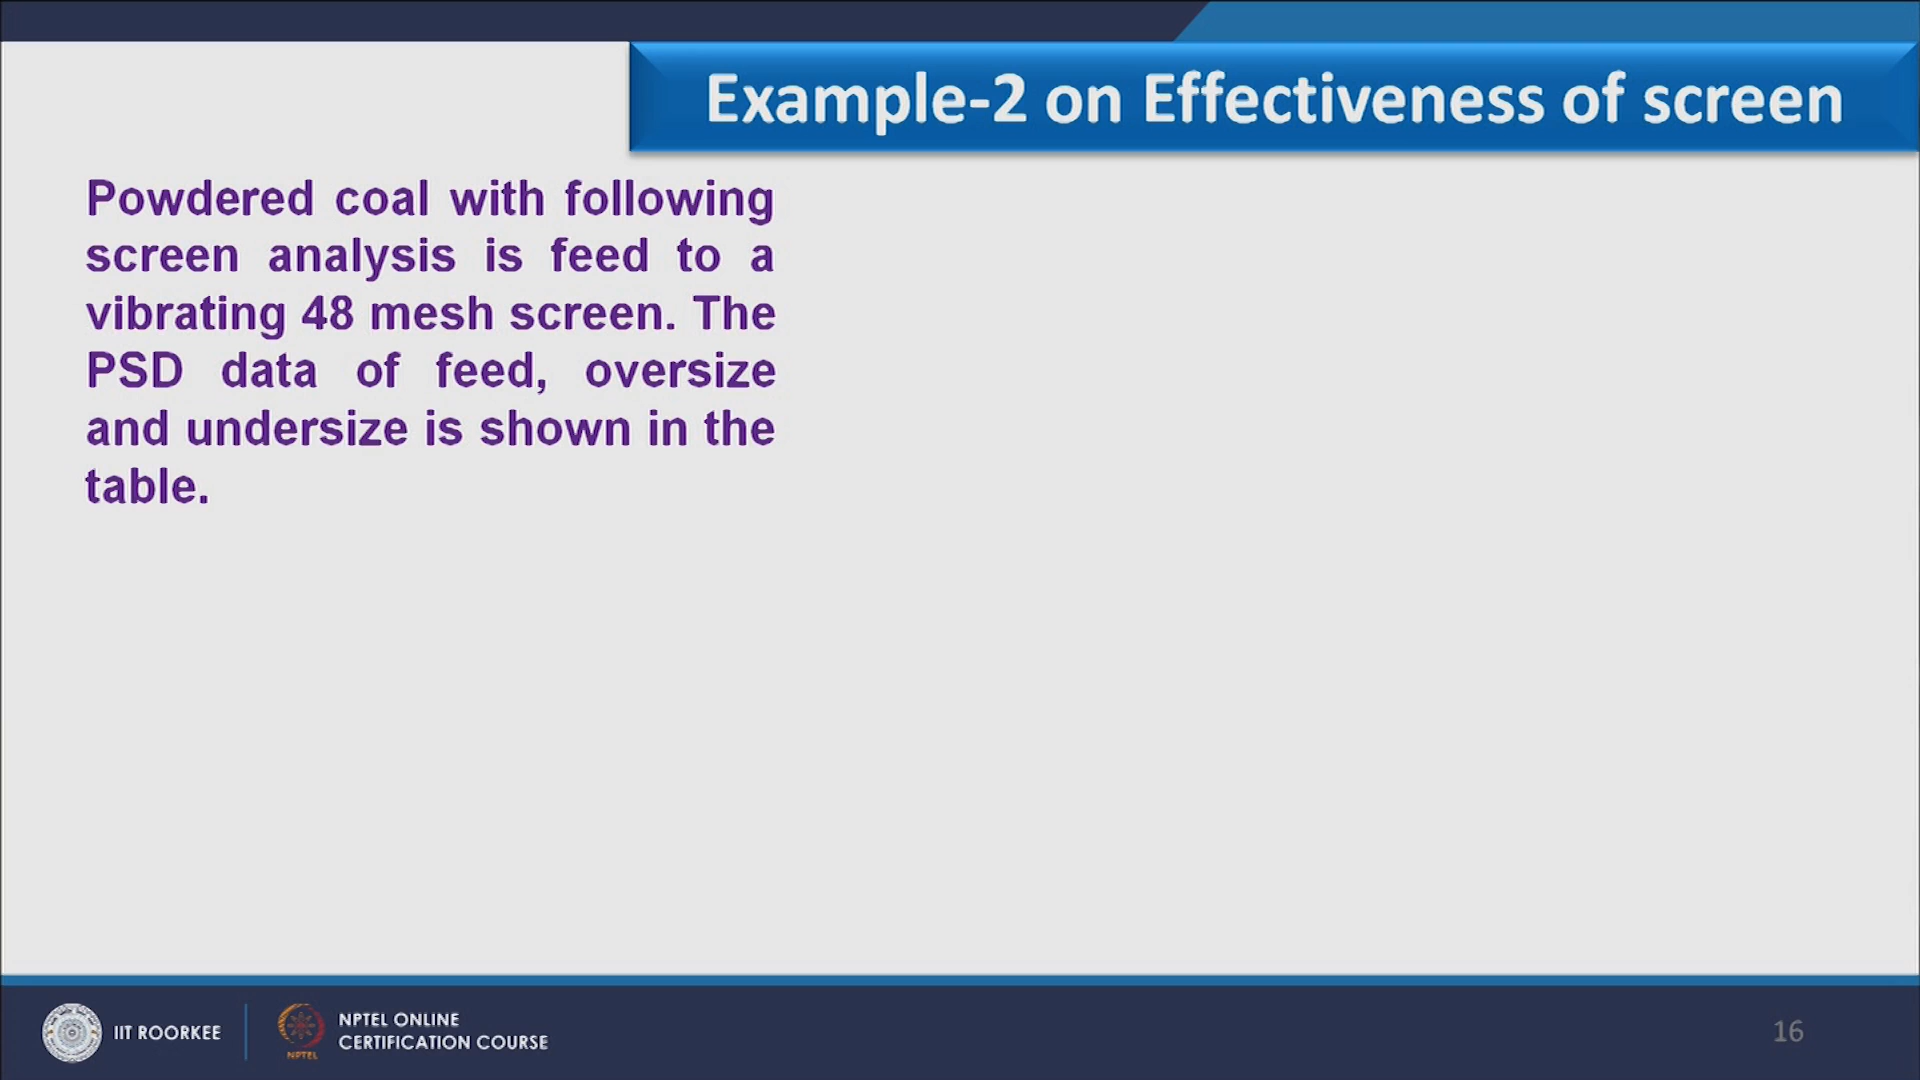 Example-2 on Effectiveness of screen
Powdered coal with following
screen analysis is feed to a
vibrating 48 mesh screen. The
PSD data of feed, oversize
and undersize is shown in the
table.
IIT ROORKEE
NPTEL
NPTEL ONLINE
CERTIFICATION COURSE
16